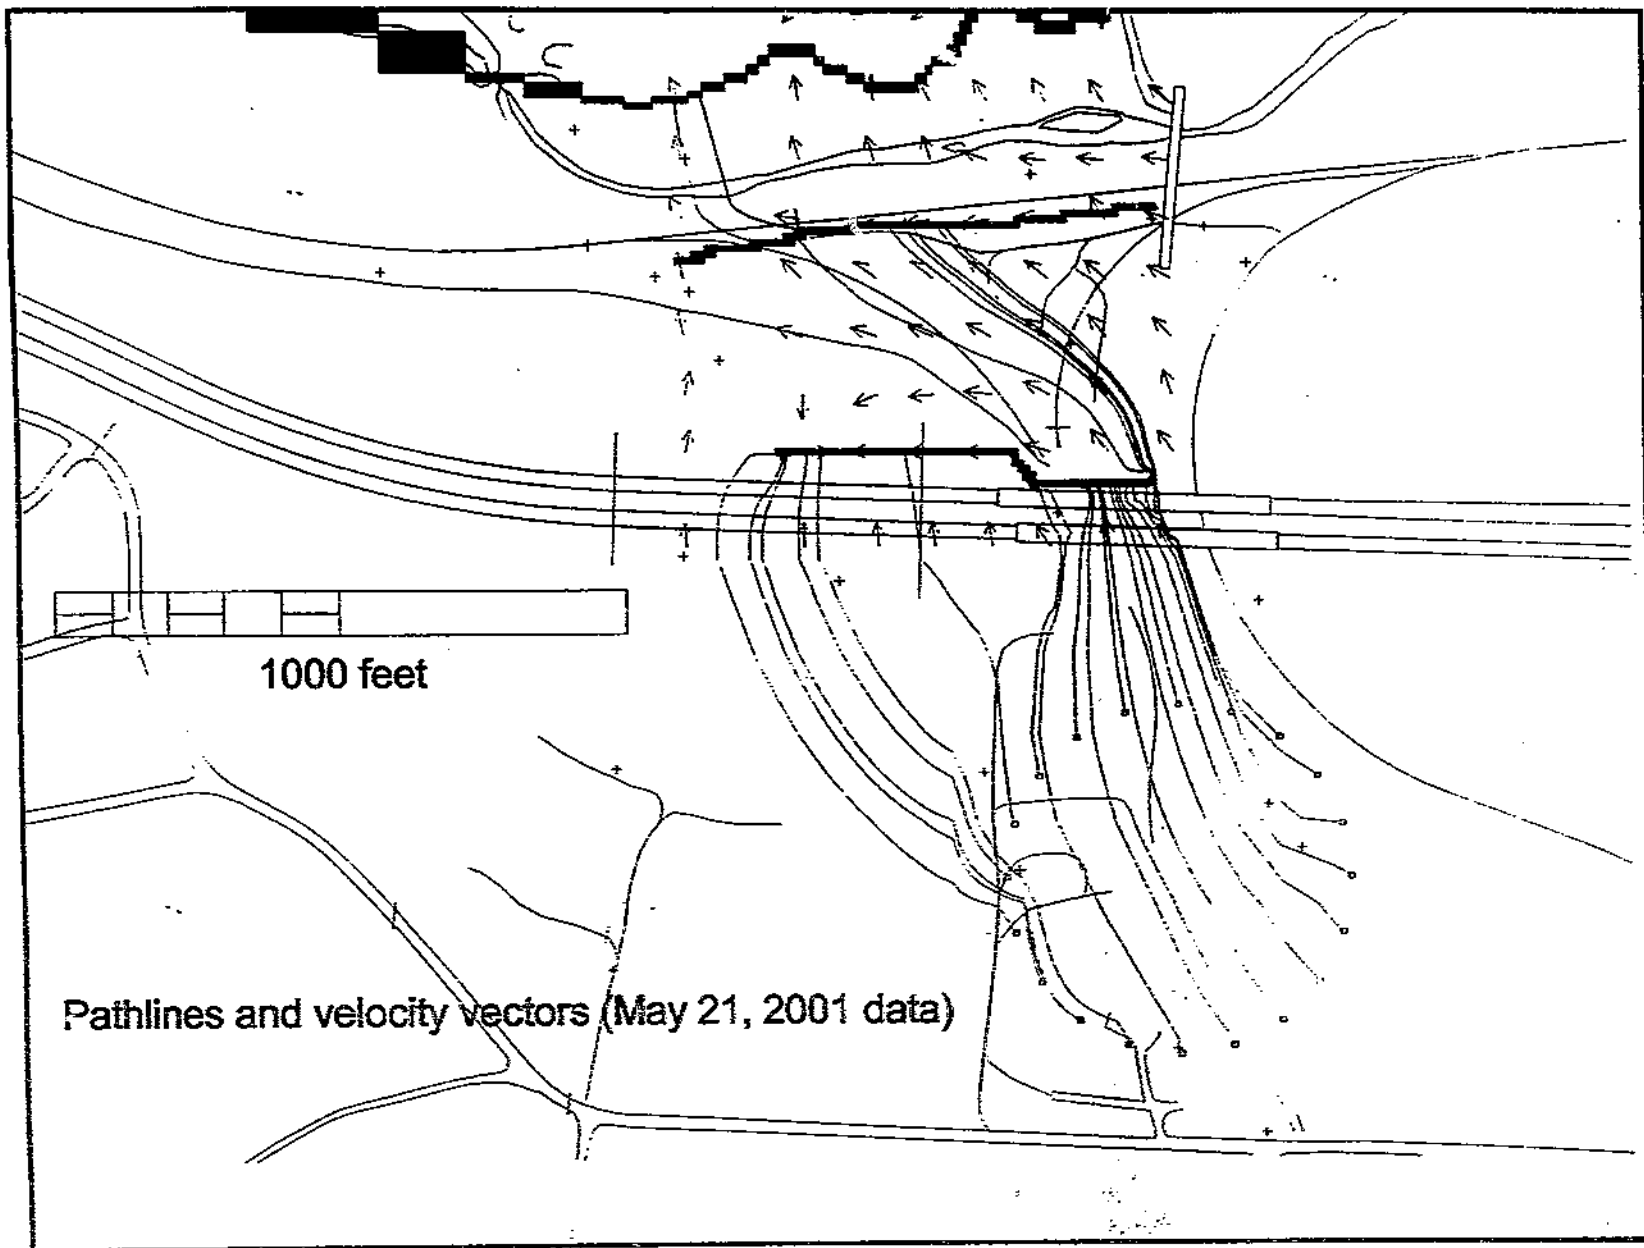 1000 feet
Pathlines and velocity vectors (May 21, 2001 data)